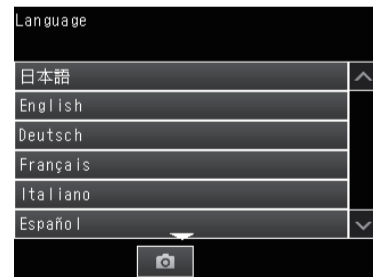 Language
日本語
English
Deutsch
Français
Italiano
Español